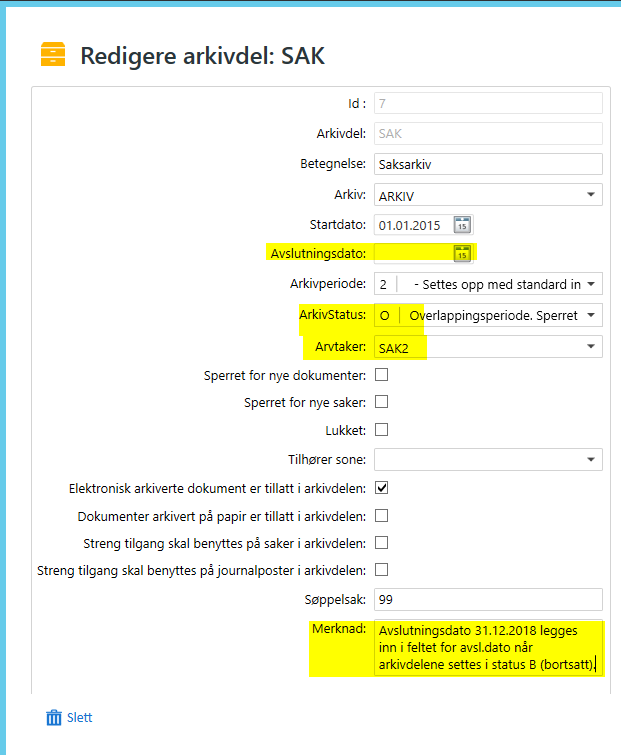 Redigere arkivdel: SAK
Id : 7
Arkivdel: SAK
Betegnelse: Saksarkiv
Arkiv: ARKIV
Startdato: 01.01.2015 15
Avslutningsdato: 15
Arkivperiode: 2 - Settes opp med standard in
ArkivStatus: O Overlappingsperiode. Sperret
Arvtaker: SAK2
Sperret for nye dokumenter:
Sperret for nye saker:
Lukket:
Tilhører sone:
Elektronisk arkiverte dokument er tillatt i arkivdelen:
Dokumenter arkivert på papir er tillatt i arkivdelen:
Streng tilgang skal benyttes på saker i arkivdelen:
Streng tilgang skal benyttes på journalposter i arkivdelen:
Søppelsak: 99
Merknad: Avslutningsdato 31.12.2018 legges
inn i feltet for avsl.dato når
arkivdelene settes i status B (bortsatt).
Slett